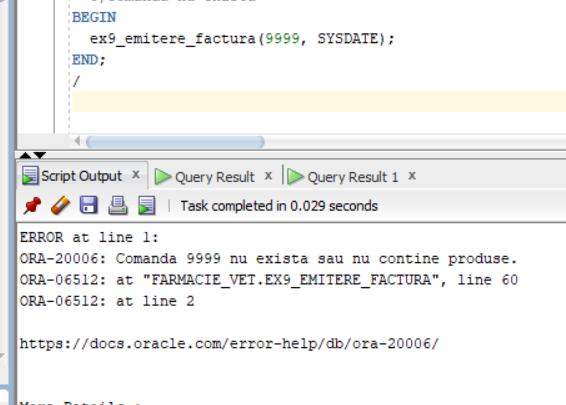 BEGIN
ex9_emitere_factura(9999, SYSDATE);
END;
/
Script Output x Query Result x Query Result 1 x
Task completed in 0.029 seconds
ERROR at line 1:
ORA-20006: Comanda 9999 nu exista sau nu contine produse.
ORA-06512: at "FARMACIE_VET.EX9_EMITERE_FACTURA", line 60
ORA-06512: at line 2
https://docs.oracle.com/error-help/db/ora-20006/